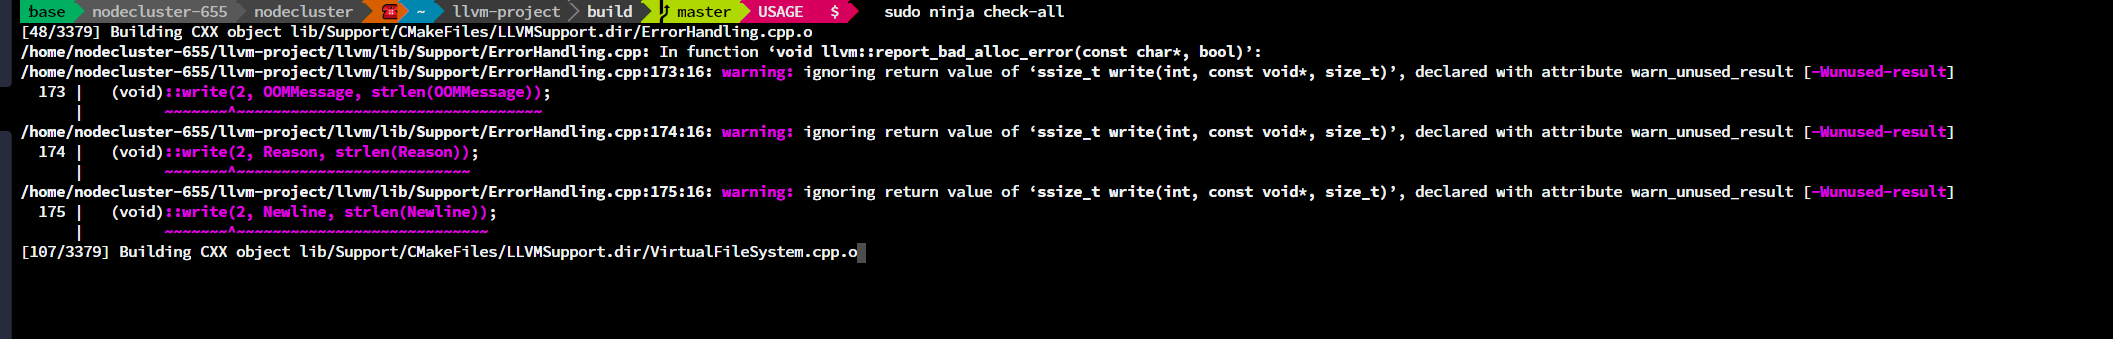 base nodecluster-655 nodecluster ☎ ~ llvm-project build master USAGE $ sudo ninja check-all
[48/3379] Building CXX object lib/Support/CMakeFiles/LLVMSupport.dir/ErrorHandling.cpp.o
/home/nodecluster-655/llvm-project/llvm/lib/Support/ErrorHandling.cpp: In function ‘void llvm::report_bad_alloc_error(const char*, bool)’:
/home/nodecluster-655/llvm-project/llvm/lib/Support/ErrorHandling.cpp:173:16: warning: ignoring return value of ‘ssize_t write(int, const void*, size_t)’, declared with attribute warn_unused_result [-Wunused-result]
  173 |   (void)::write(2, OOMMessage, strlen(OOMMessage));
      |         ~~~~~~~^~~~~~~~~~~~~~~~~~~~~~~~~~~~~~~~~~~
/home/nodecluster-655/llvm-project/llvm/lib/Support/ErrorHandling.cpp:174:16: warning: ignoring return value of ‘ssize_t write(int, const void*, size_t)’, declared with attribute warn_unused_result [-Wunused-result]
  174 |   (void)::write(2, Reason, strlen(Reason));
      |         ~~~~~~~^~~~~~~~~~~~~~~~~~~~~~~~~~~
/home/nodecluster-655/llvm-project/llvm/lib/Support/ErrorHandling.cpp:175:16: warning: ignoring return value of ‘ssize_t write(int, const void*, size_t)’, declared with attribute warn_unused_result [-Wunused-result]
  175 |   (void)::write(2, Newline, strlen(Newline));
      |         ~~~~~~~^~~~~~~~~~~~~~~~~~~~~~~~~~~~~
[107/3379] Building CXX object lib/Support/CMakeFiles/LLVMSupport.dir/VirtualFileSystem.cpp.o